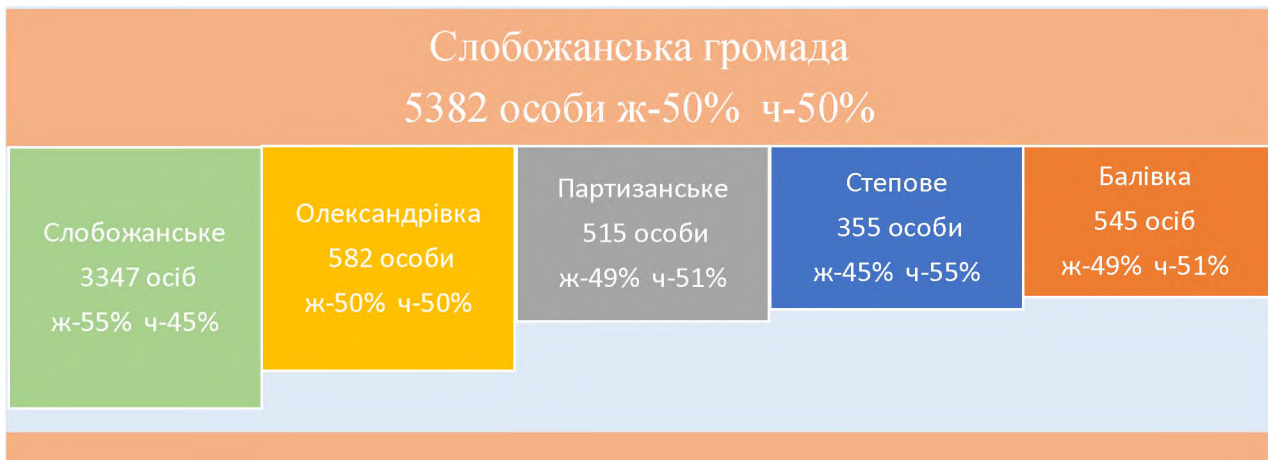 Слобожанська громада
5382 особи ж-50% ч-50%
Слобожанське
3347 осіб
ж-55% ч-45%
Олександрівка
582 особи
ж-50% ч-50%
Партизанське
515 особи
ж-49% ч-51%
Степове
355 особи
ж-45% ч-55%
Балівка
545 осіб
ж-49% ч-51%